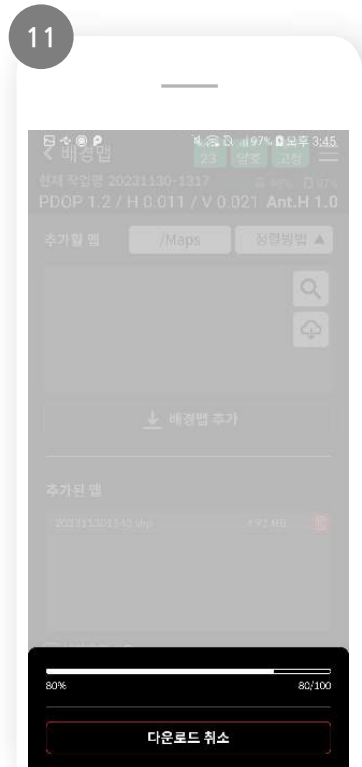 11
97% 오후 3:45
배경맵
23 양호 고정
현재 작업명 20231130-1317 97%
PDOP 1.2 / H 0.011 / V 0.021 Ant.H 1.0
추가할 맵 /Maps 정렬방법 ▲
배경맵 추가
추가된 맵
4.92 MB
80% 80/100
다운로드 취소